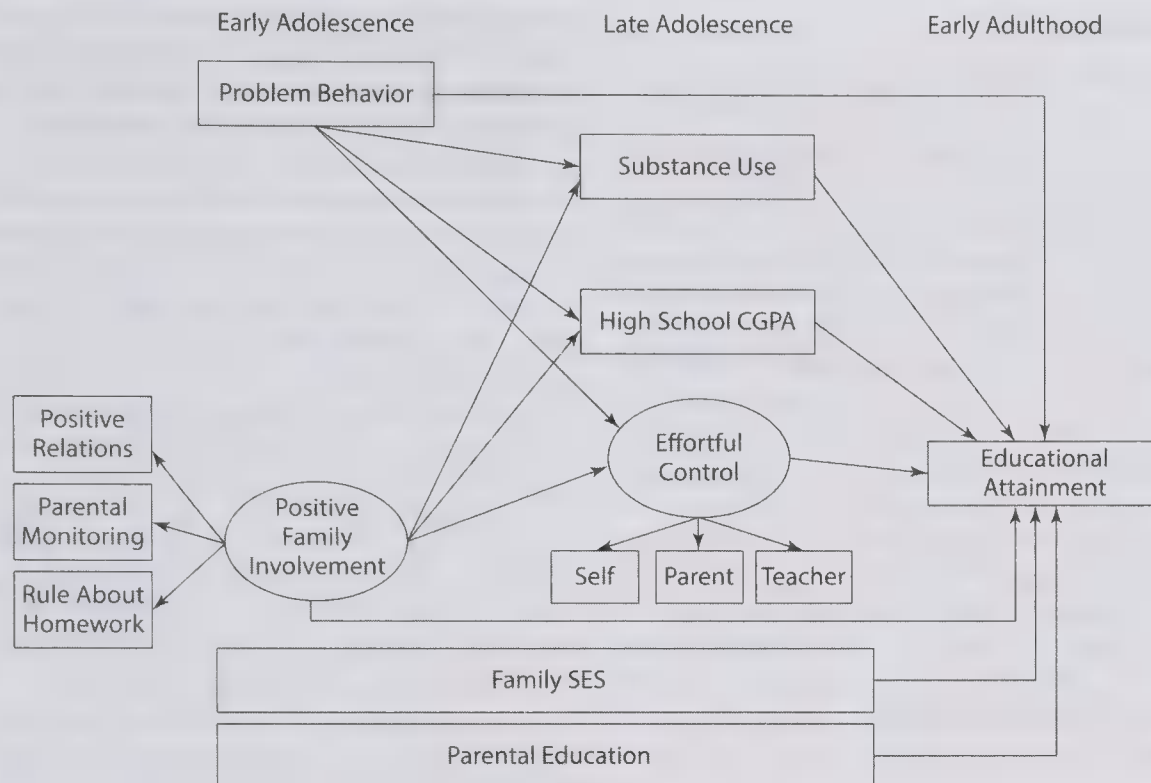 Early Adolescence
Late Adolescence
Early Adulthood
Problem Behavior
Substance Use
High School CGPA
Positive
Relations
Parental
Monitoring
Rule About
Homework
Positive
Family
Involvement
Effortful
Control
Self
Parent
Teacher
Educational
Attainment
Family SES
Parental Education